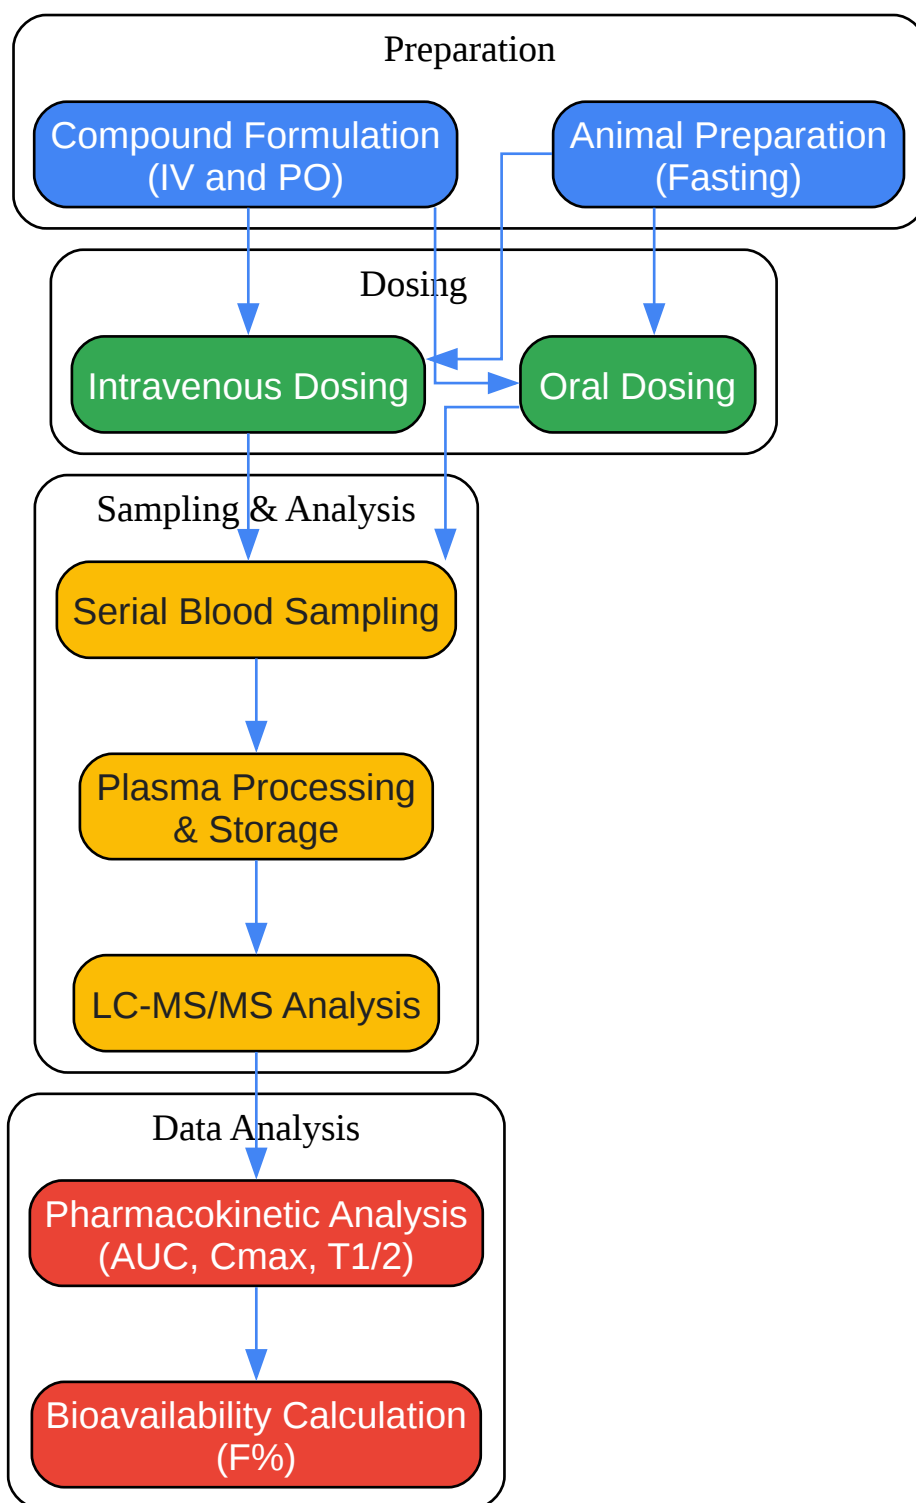 Preparation
Compound Formulation
(IV and PO)
Animal Preparation
(Fasting)
Dosing
Intravenous Dosing
Oral Dosing
Sampling & Analysis
Serial Blood Sampling
Plasma Processing
& Storage
LC-MS/MS Analysis
Data Analysis
Pharmacokinetic Analysis
(AUC, Cmax, T1/2)
Bioavailability Calculation
(F%)